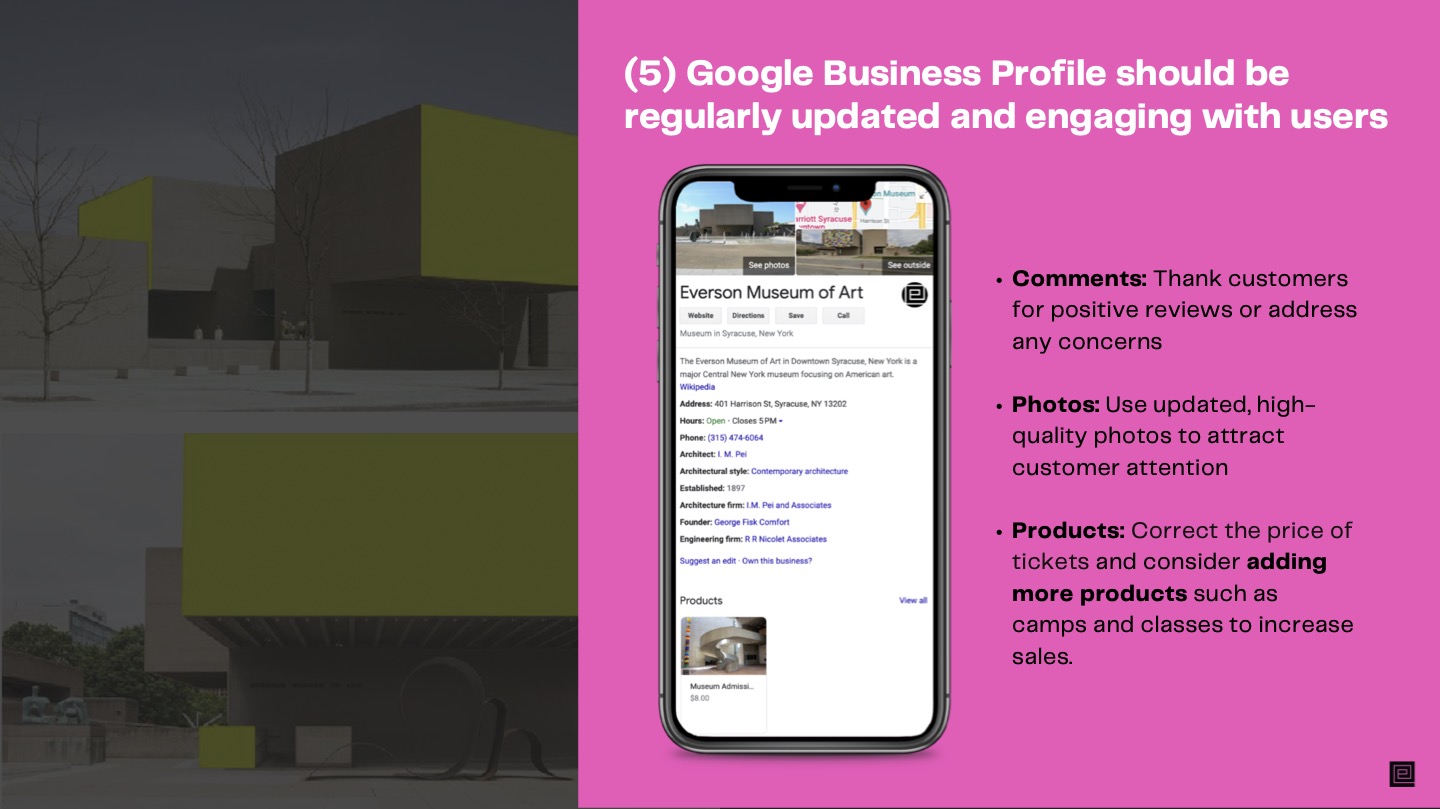 (5) Google Business Profile should be
regularly updated and engaging with users
on Museum
Harrison St
arriott Syracuse
wntown
See photos
See outside
Everson Museum of Art
Website
Directions
Save
Call
Museum in Syracuse, New York
The Everson Museum of Art in Downtown Syracuse, New York is a
major Central New York museum focusing on American art.
Wikipedia
Address: 401 Harrison St, Syracuse, NY 13202
Hours: Open · Closes 5 PM
Phone: (315) 474-6064
Architect: I. M. Pei
Architectural style: Contemporary architecture
Established: 1897
Architecture firm: I.M. Pei and Associates
Founder: George Fisk Comfort
Engineering firm: R R Nicolet Associates
Suggest an edit · Own this business?
Products
View all
Museum Admissi...
$8.00
• Comments: Thank customers
for positive reviews or address
any concerns
• Photos: Use updated, high-
quality photos to attract
customer attention
• Products: Correct the price of
tickets and consider adding
more products such as
camps and classes to increase
sales.